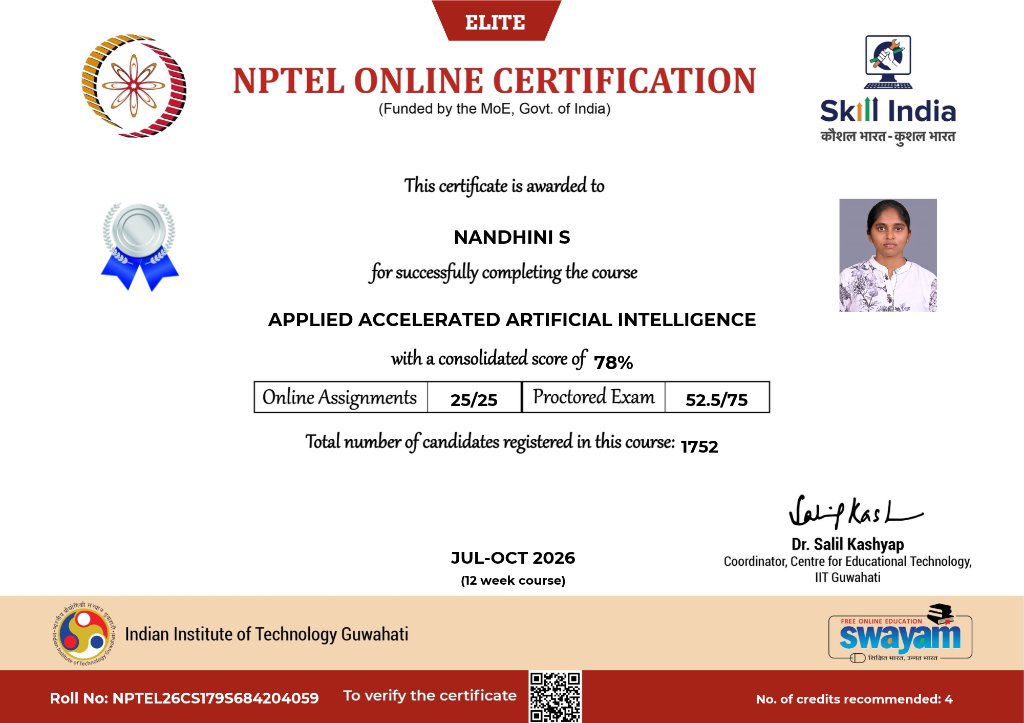 ELITE
NPTEL ONLINE CERTIFICATION
(Funded by the MoE, Govt. of India)
Skill India
कौशल भारत - कुशल भारत
This certificate is awarded to
NANDHINI S
for successfully completing the course
APPLIED ACCELERATED ARTIFICIAL INTELLIGENCE
with a consolidated score of 78%
Online Assignments 25/25 Proctored Exam 52.5/75
Total number of candidates registered in this course: 1752
Dr. Salil Kashyap
Coordinator, Centre for Educational Technology,
IIT Guwahati
JUL-OCT 2026
(12 week course)
Indian Institute of Technology Guwahati
FREE ONLINE EDUCATION
swayam
शिक्षित भारत, उन्नत भारत
Roll No: NPTEL26CS179S684204059
To verify the certificate
No. of credits recommended: 4